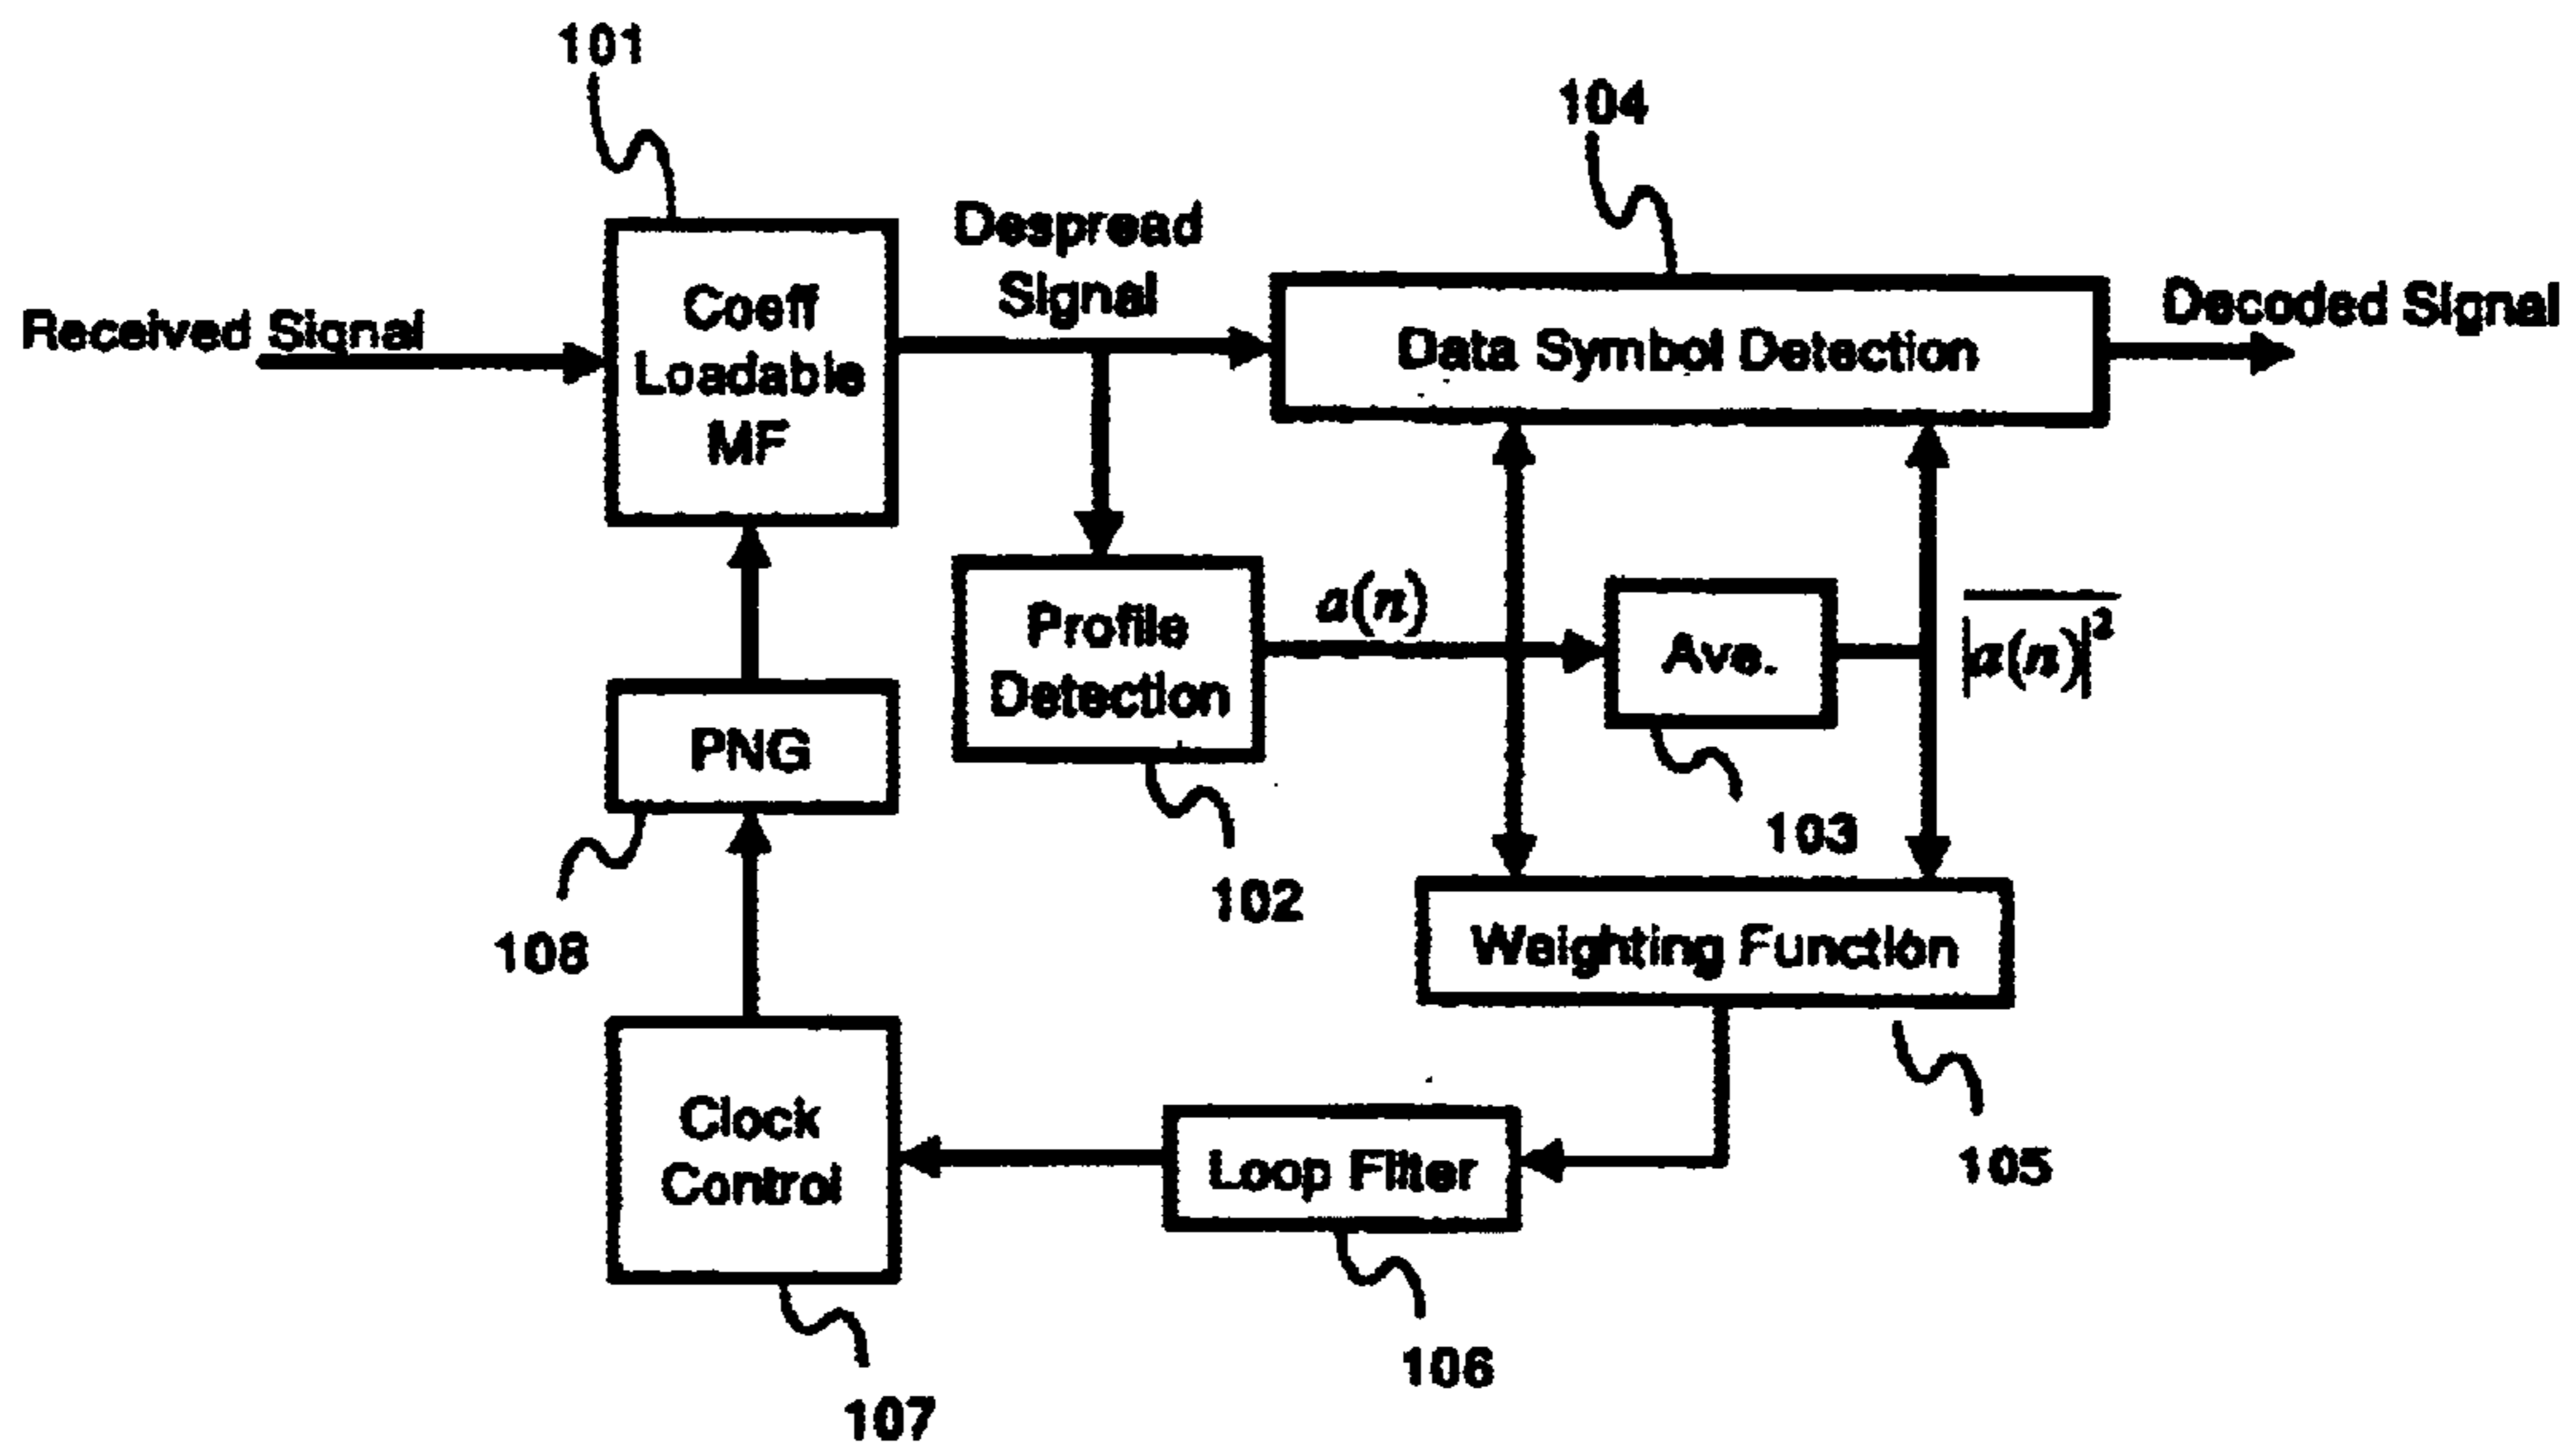 101
104
Despread
Signal
Received Signal
Coeff
Loadable
MF
Data Symbol Detection
Decoded Signal
Profile
Detection
a(n)
Ave.
|a(n)|²
PNG
103
102
108
Weighting Function
105
Clock
Control
Loop Filter
106
107